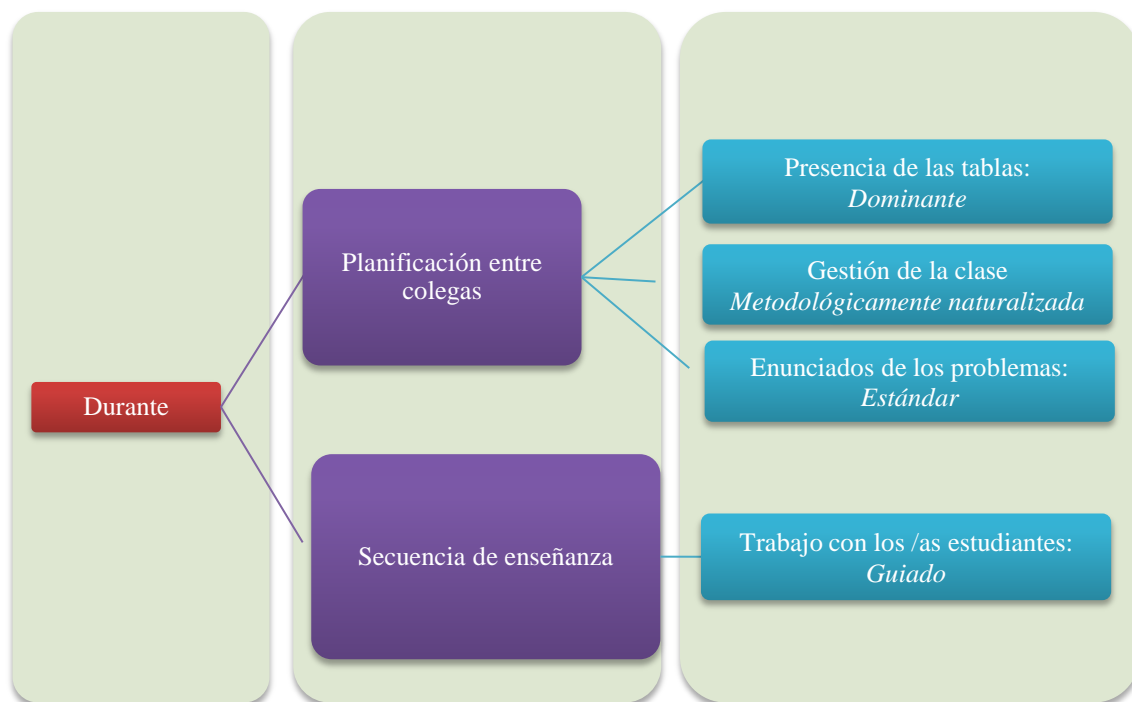 Durante
Planificación entre
colegas
Presencia de las tablas:
Dominante
Gestión de la clase
Metodológicamente naturalizada
Enunciados de los problemas:
Estándar
Secuencia de enseñanza
Trabajo con los /as estudiantes:
Guiado